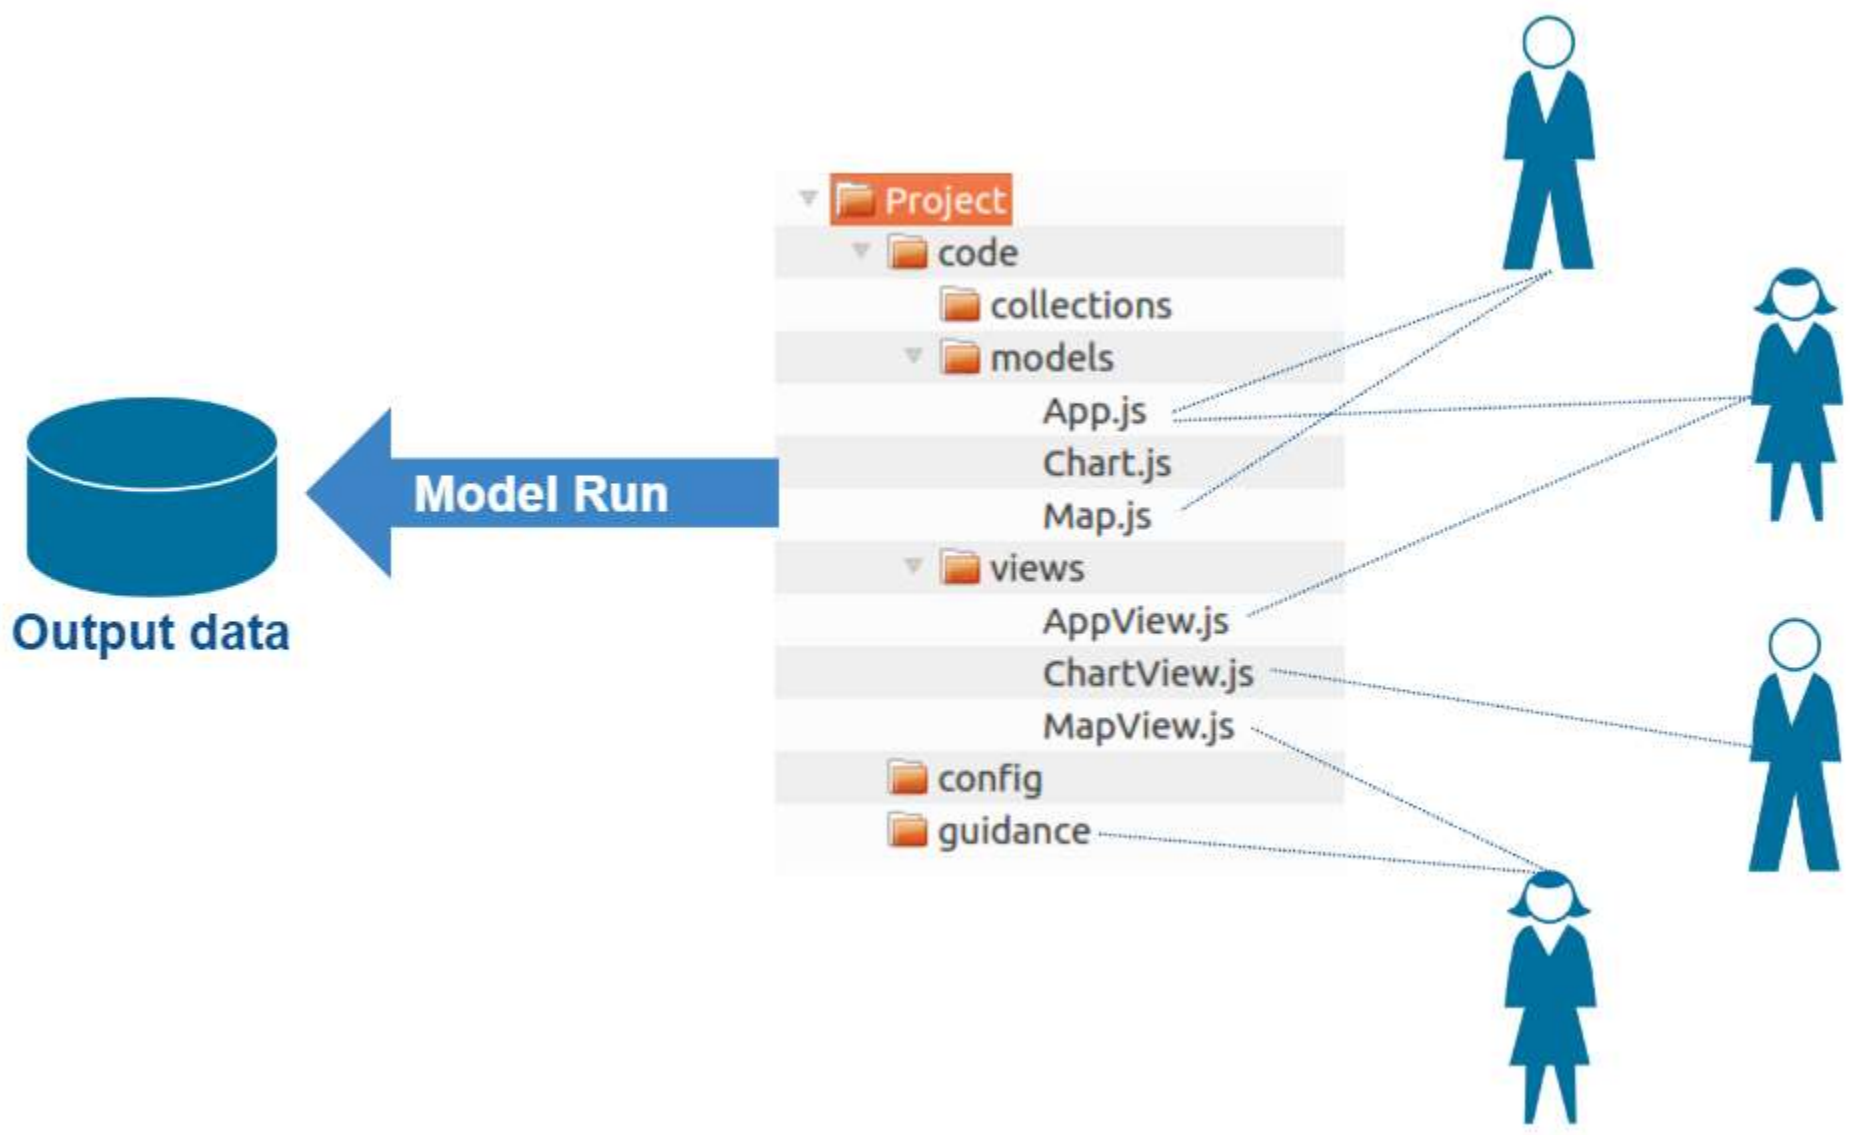 Project
code
collections
models
App.js
Chart.js
Map.js
views
AppView.js
ChartView.js
MapView.js
config
guidance
Model Run
Output data